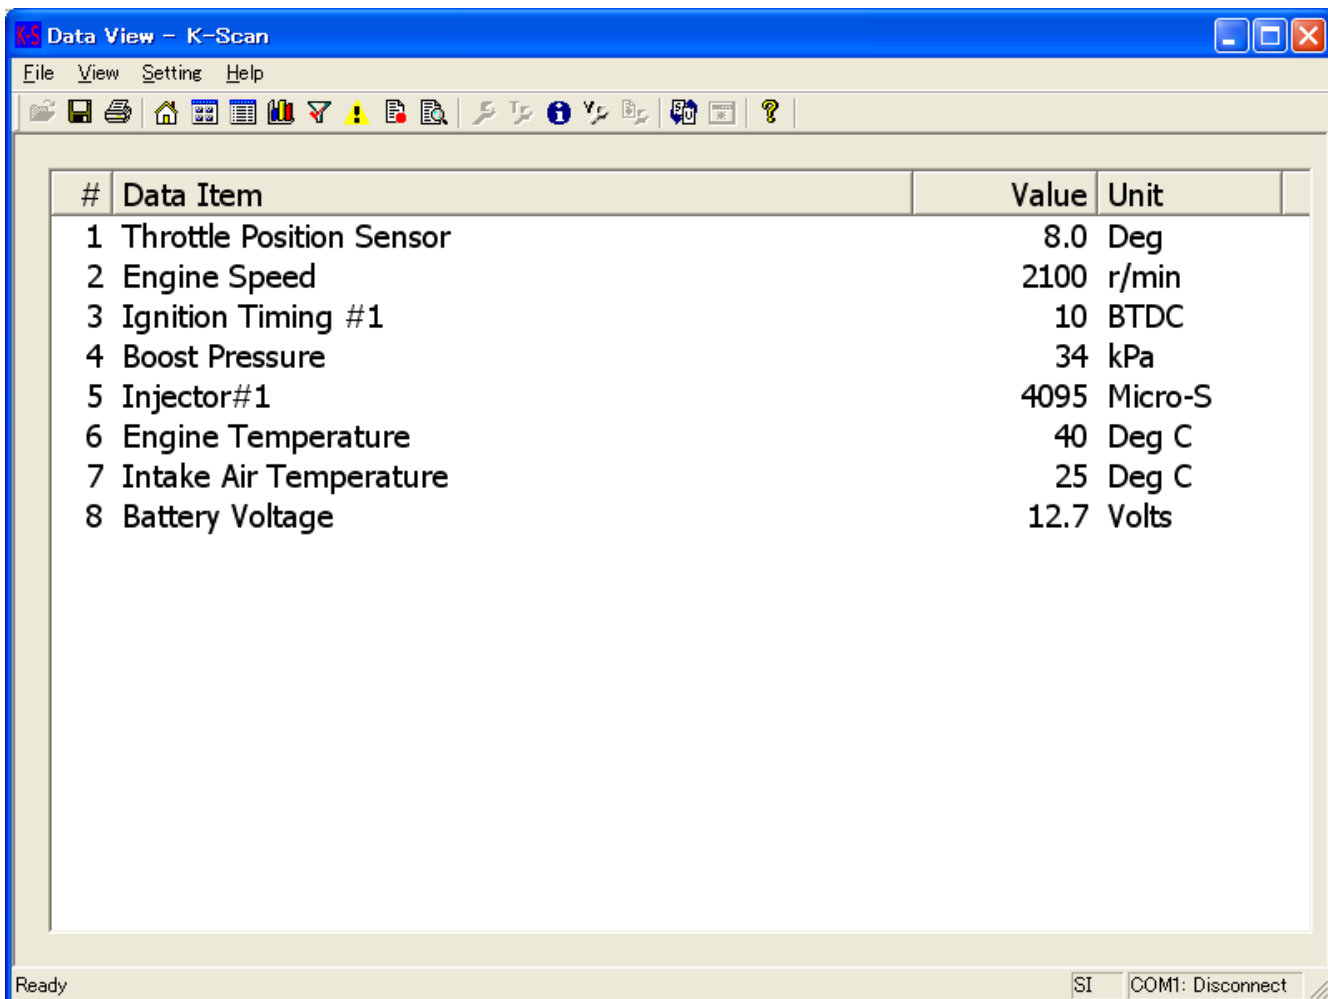 K-S Data View - K-Scan
File View Setting Help
# Data Item Value Unit
1 Throttle Position Sensor 8.0 Deg
2 Engine Speed 2100 r/min
3 Ignition Timing #1 10 BTDC
4 Boost Pressure 34 kPa
5 Injector#1 4095 Micro-S
6 Engine Temperature 40 Deg C
7 Intake Air Temperature 25 Deg C
8 Battery Voltage 12.7 Volts
Ready SI COM1: Disconnect